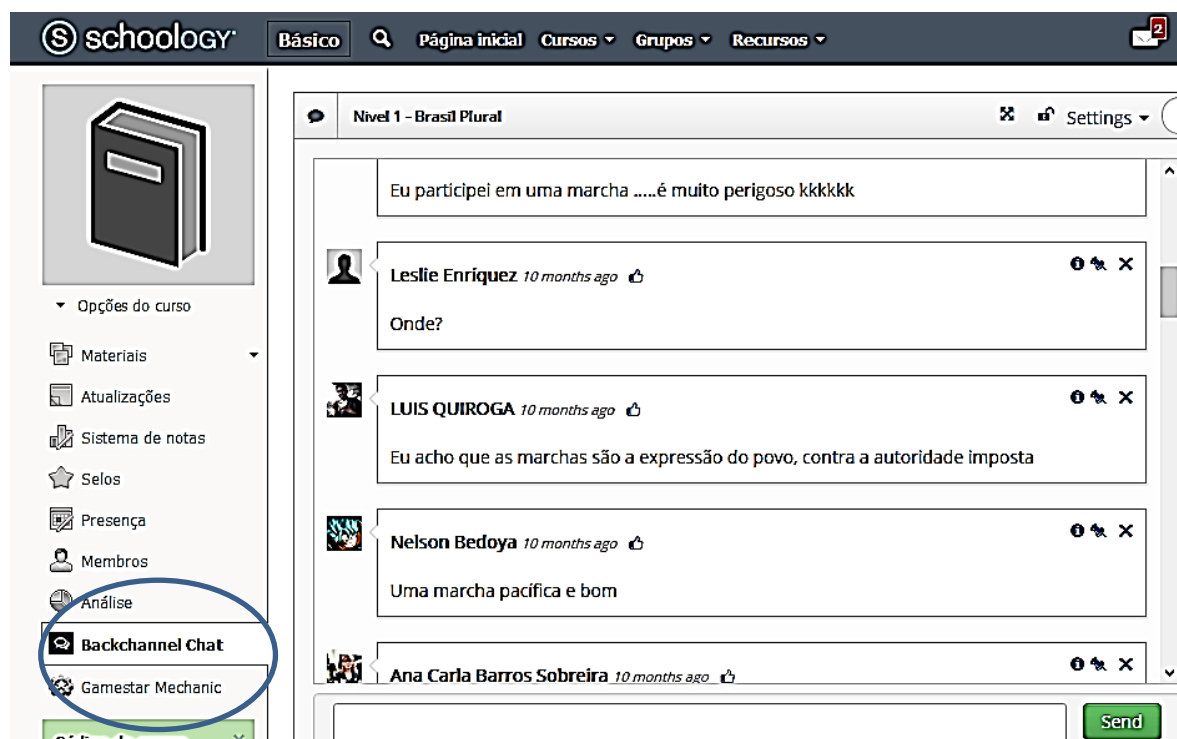 schoology Básico Página inicial Cursos Grupos Recursos 2
Nivel 1 - Brasil Plural Settings
Eu participei em uma marcha .....é muito perigoso kkkkkk
Leslie Enríquez 10 months ago
Onde?
LUIS QUIROGA 10 months ago
Eu acho que as marchas são a expressão do povo, contra a autoridade imposta
Nelson Bedoya 10 months ago
Uma marcha pacífica e bom
Ana Carla Barros Sobreira 10 months ago
Send
Opções do curso
Materiais
Atualizações
Sistema de notas
Selos
Presença
Membros
Análise
Backchannel Chat
Gamestar Mechanic